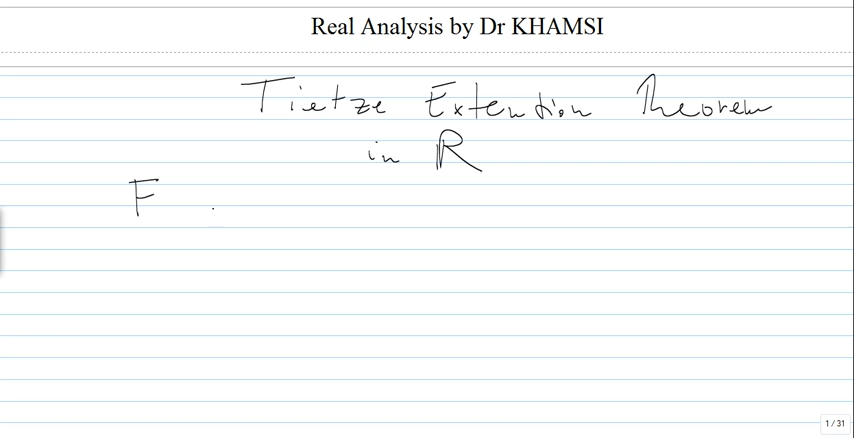 Real Analysis by Dr KHAMSI
Tietze Extention Theorem
in ℝ
F
1 / 31